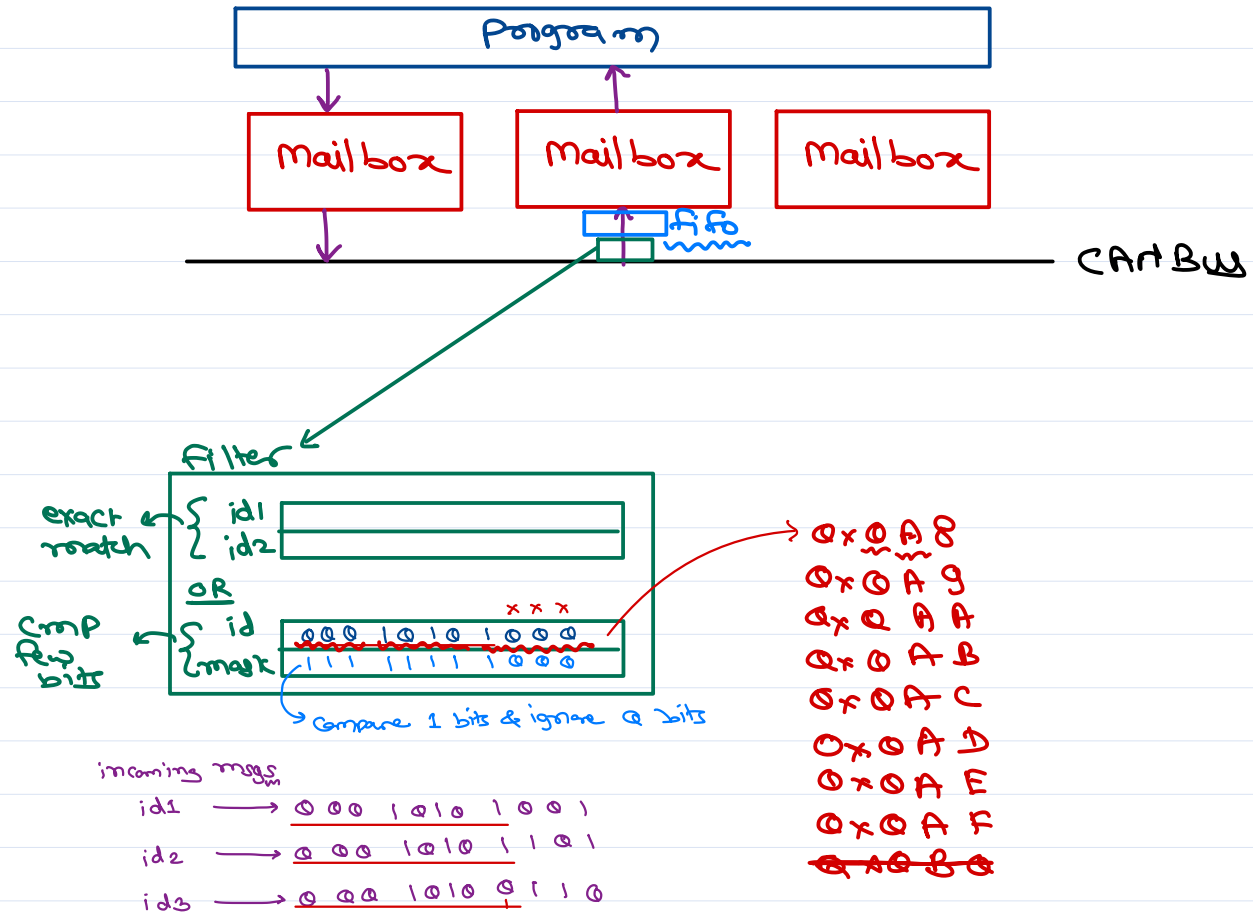 Program
Mailbox Mailbox Mailbox
fifo
CAN Bus
Filter
exact match
id1
id2
OR
x x x
cmp few bits
id 000 1010 1000
mask 111 1111 1000
compare 1 bits & ignore 0 bits
0x0A8
0x0A9
0x0AA
0x0AB
0x0AC
0x0AD
0x0AE
0x0AF
0x0B0
incoming msgs
id1 000 1010 1001
id2 000 1010 1101
id3 000 1010 0110